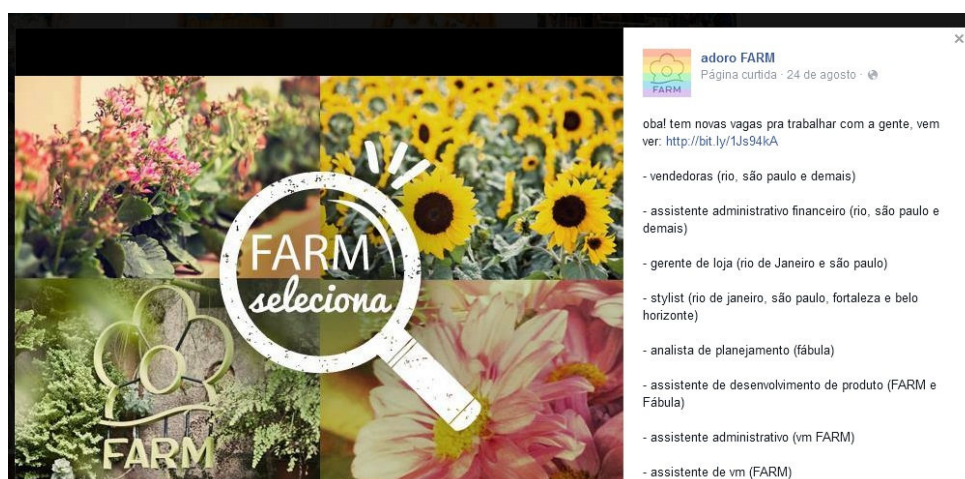 FARM
seleciona
FARM
×
FARM
adoro FARM
Página curtida · 24 de agosto ·
oba! tem novas vagas pra trabalhar com a gente, vem
ver: http://bit.ly/1Js94kA
- vendedoras (rio, são paulo e demais)
- assistente administrativo financeiro (rio, são paulo e
demais)
- gerente de loja (rio de Janeiro e são paulo)
- stylist (rio de janeiro, são paulo, fortaleza e belo
horizonte)
- analista de planejamento (fábula)
- assistente de desenvolvimento de produto (FARM e
Fábula)
- assistente administrativo (vm FARM)
- assistente de vm (FARM)